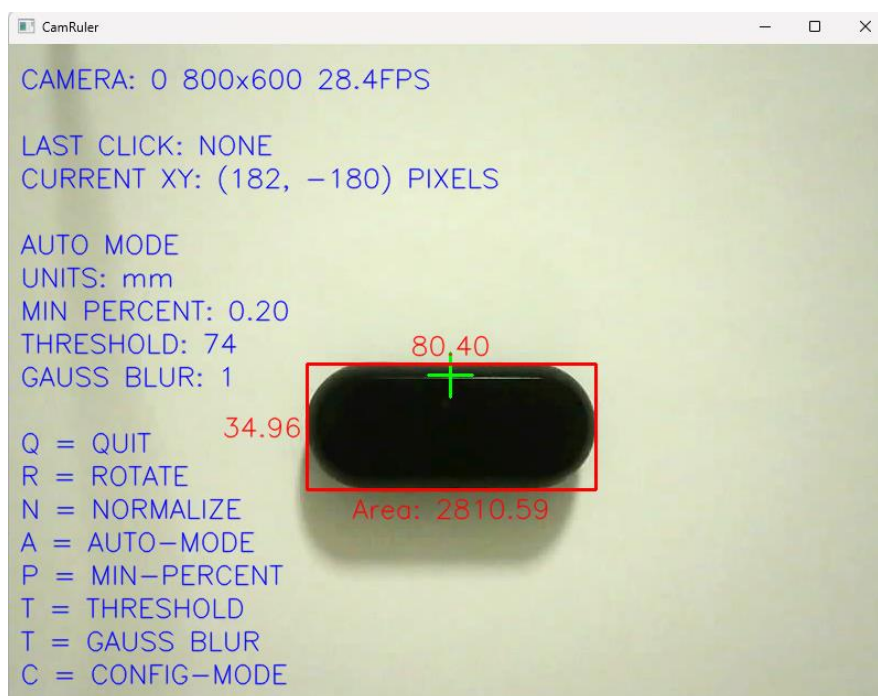 CamRuler
CAMERA: 0 800x600 28.4FPS
LAST CLICK: NONE
CURRENT XY: (182, -180) PIXELS
AUTO MODE
UNITS: mm
MIN PERCENT: 0.20
THRESHOLD: 74
GAUSS BLUR: 1
80.40
34.96
Area: 2810.59
Q = QUIT
R = ROTATE
N = NORMALIZE
A = AUTO-MODE
P = MIN-PERCENT
T = THRESHOLD
T = GAUSS BLUR
C = CONFIG-MODE